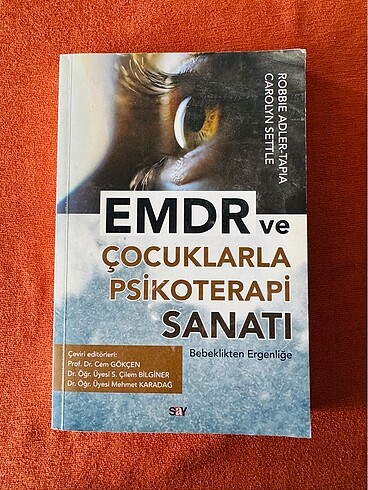 ROBBIE ADLER-TAPIA
CAROLYN SETTLE
EMDR ve
ÇOCUKLARLA
PSİKOTERAPİ
SANATI
Bebeklikten Ergenliğe
Çeviri editörleri:
Prof. Dr. Cem GÖKÇEN
Dr. Öğr. Üyesi S. Çilem BİLGİNER
Dr. Öğr. Üyesi Mehmet KARADAĞ
say